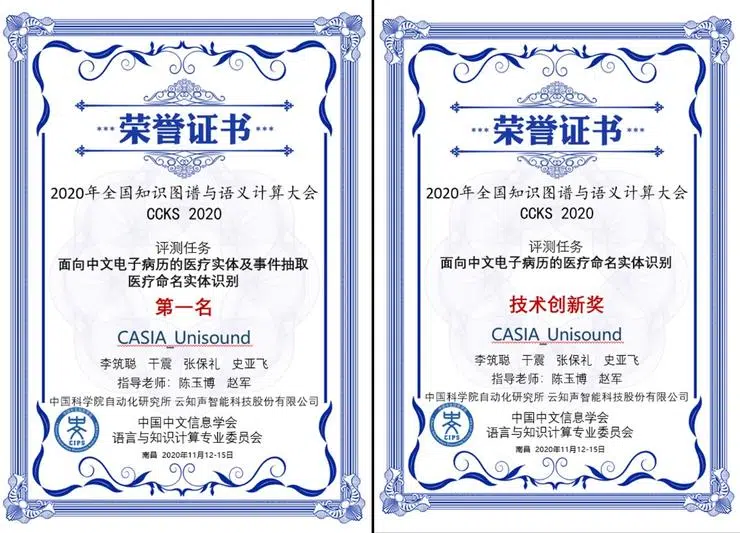 荣誉证书
2020年全国知识图谱与语义计算大会
CCKS 2020
评测任务
面向中文电子病历的医疗实体及事件抽取
医疗命名实体识别
第一名
CASIA_Unisound
李筑聪 干震 张保礼 史亚飞
指导老师：陈玉博 赵军
中国科学院自动化研究所 云知声智能科技股份有限公司
CIPS
中国中文信息学会
语言与知识计算专业委员会
南昌 2020年11月12-15日
荣誉证书
2020年全国知识图谱与语义计算大会
CCKS 2020
评测任务
面向中文电子病历的医疗命名实体识别
技术创新奖
CASIA_Unisound
李筑聪 干震 张保礼 史亚飞
指导老师：陈玉博 赵军
中国科学院自动化研究所 云知声智能科技股份有限公司
CIPS
中国中文信息学会
语言与知识计算专业委员会
南昌 2020年11月12-15日